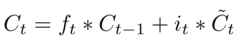 C_t = f_t * C_{t-1} + i_t * \tilde{C}_t